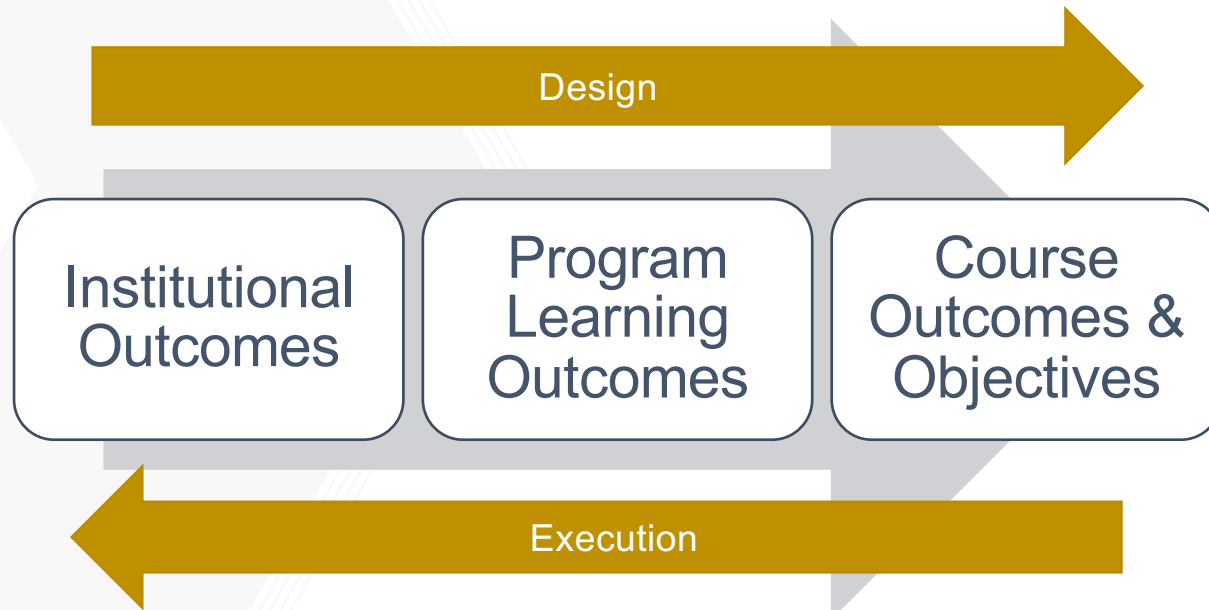 Design
Institutional
Outcomes
Program
Learning
Outcomes
Course
Outcomes &
Objectives
Execution